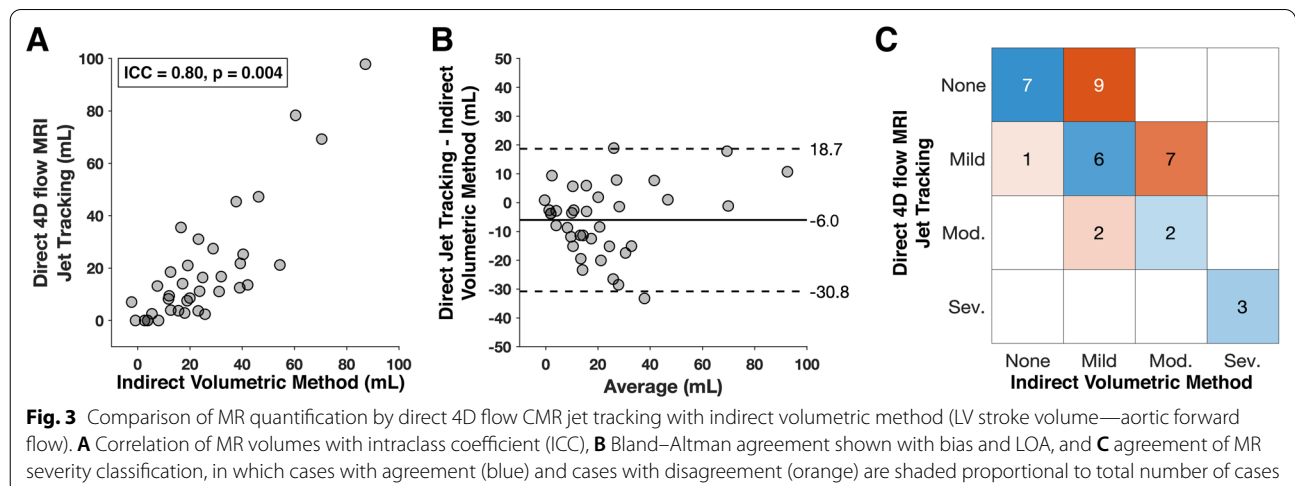 A
B
C
ICC = 0.80, p = 0.004
Direct 4D flow MRI
Jet Tracking (mL)
100
80
60
40
20
0
0 20 40 60 80 100
Indirect Volumetric Method (mL)
Direct Jet Tracking - Indirect
Volumetric Method (mL)
50
40
30
20
10
0
-10
-20
-30
-40
-50
18.7
-6.0
-30.8
0 20 40 60 80 100
Average (mL)
Direct 4D flow MRI
Jet Tracking
None 7 9
Mild 1 6 7
Mod. 2 2
Sev. 3
None Mild Mod. Sev.
Indirect Volumetric Method
Fig. 3 Comparison of MR quantification by direct 4D flow CMR jet tracking with indirect volumetric method (LV stroke volume—aortic forward
flow). A Correlation of MR volumes with intraclass coefficient (ICC), B Bland–Altman agreement shown with bias and LOA, and C agreement of MR
severity classification, in which cases with agreement (blue) and cases with disagreement (orange) are shaded proportional to total number of cases